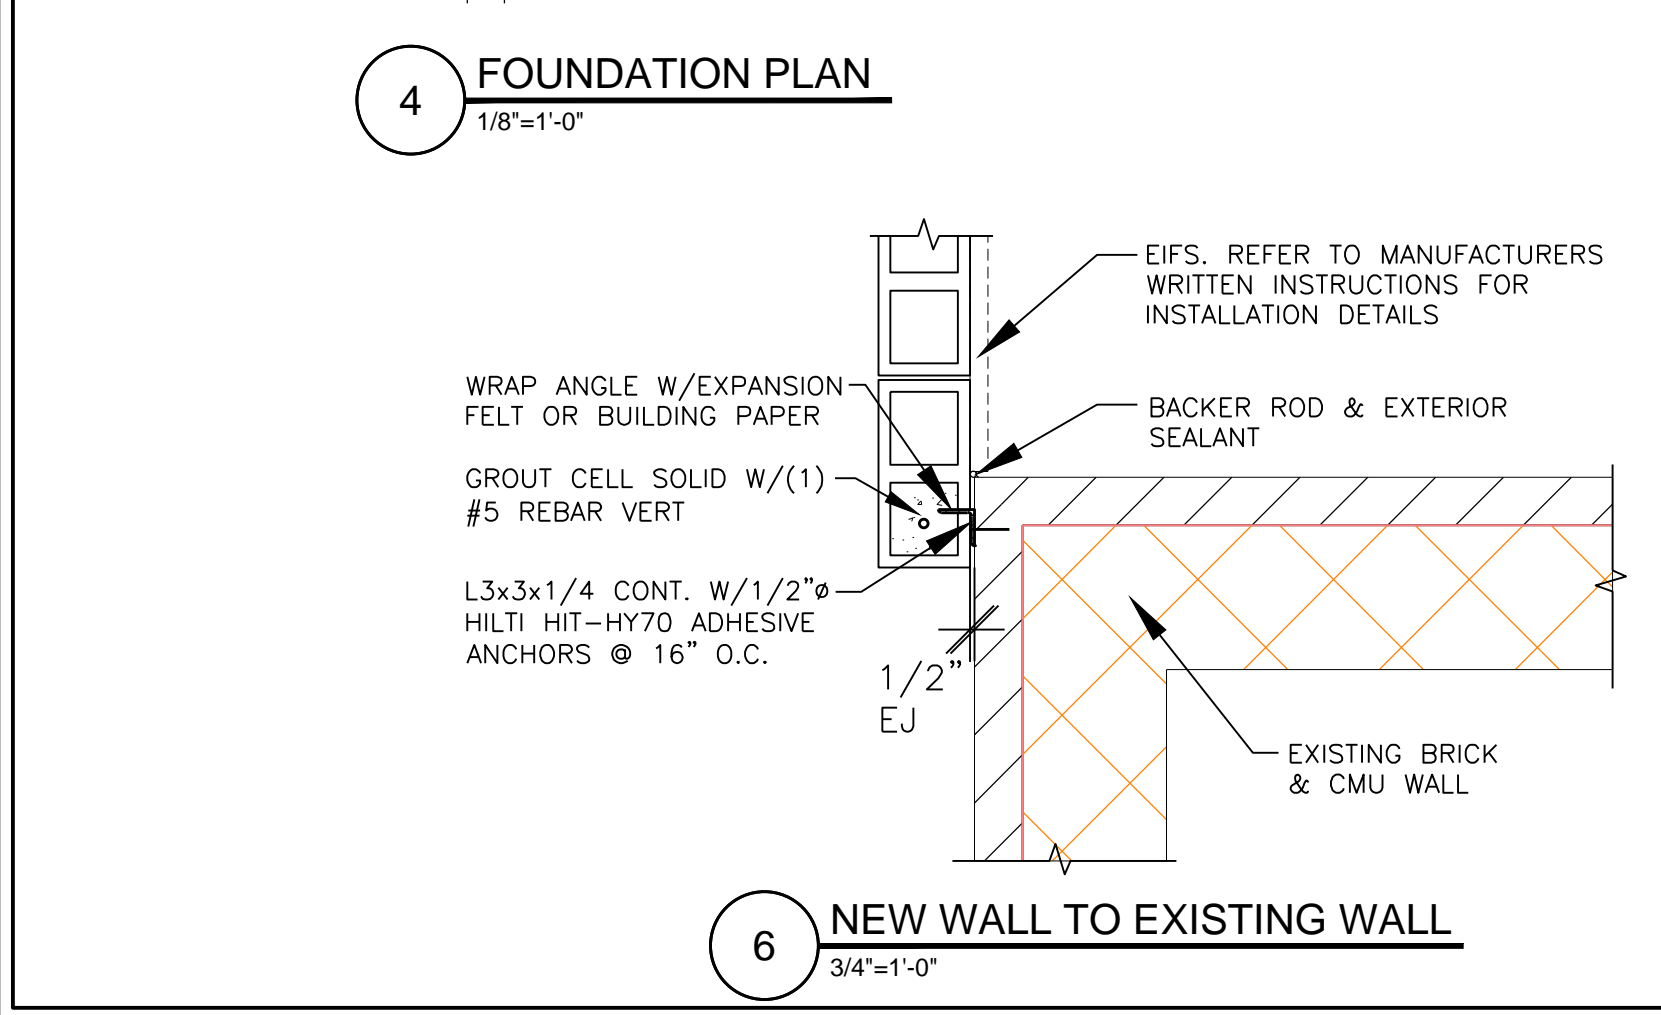 4
FOUNDATION PLAN
1/8"=1'-0"
EIFS. REFER TO MANUFACTURERS
WRITTEN INSTRUCTIONS FOR
INSTALLATION DETAILS
WRAP ANGLE W/EXPANSION
FELT OR BUILDING PAPER
BACKER ROD & EXTERIOR
SEALANT
GROUT CELL SOLID W/(1)
#5 REBAR VERT
L3x3x1/4 CONT. W/1/2"ø
HILTI HIT-HY70 ADHESIVE
ANCHORS @ 16" O.C.
1/2"
EJ
EXISTING BRICK
& CMU WALL
6
NEW WALL TO EXISTING WALL
3/4"=1'-0"